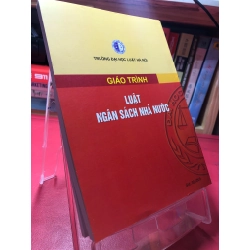 TRƯỜNG ĐẠI HỌC LUẬT HÀ NỘI
GIÁO TRÌNH
LUẬT
NGÂN SÁCH NHÀ NƯỚC